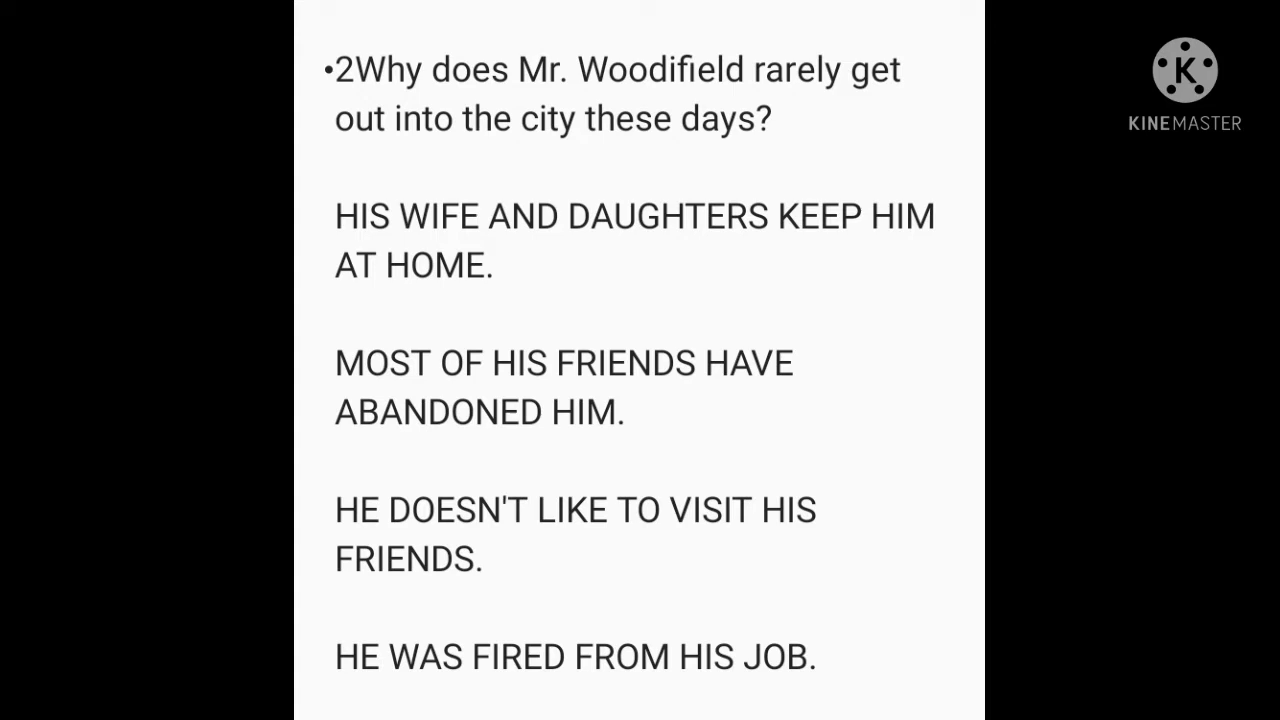 •2Why does Mr. Woodifield rarely get
out into the city these days?
HIS WIFE AND DAUGHTERS KEEP HIM
AT HOME.
MOST OF HIS FRIENDS HAVE
ABANDONED HIM.
HE DOESN'T LIKE TO VISIT HIS
FRIENDS.
HE WAS FIRED FROM HIS JOB.
K
KINEMASTER